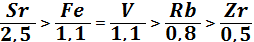 Sr/2,5 > Fe/1,1 = V/1,1 > Rb/0,8 > Zr/0,5